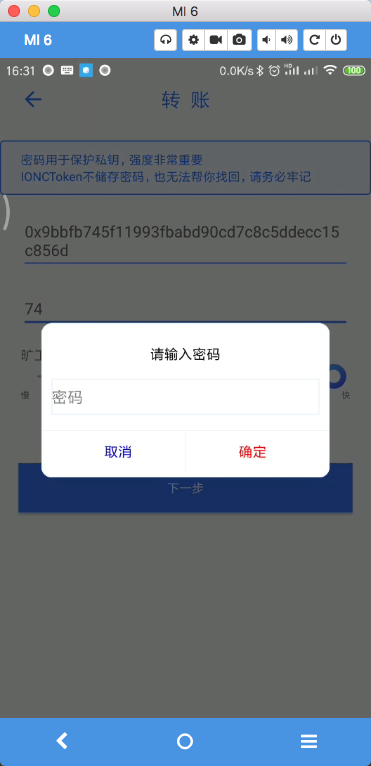 MI 6
MI 6
16:31
0.0K/s
HD
100
转 账
密码用于保护私钥，强度非常重要
IONCToken不储存密码，也无法帮你找回，请务必牢记
0x9bbfb745f11993fbabd90cd7c8c5ddecc15
c856d
74
旷工
请输入密码
慢
快
密码
取消
确定
下一步